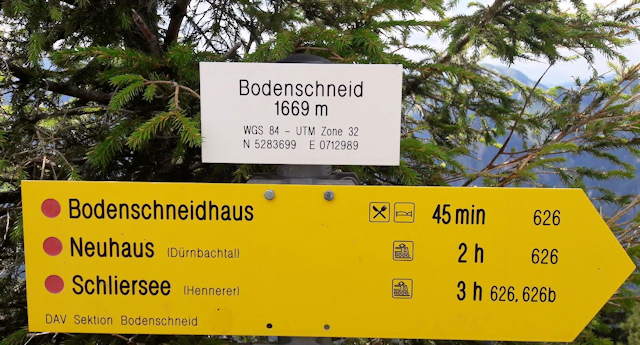 Bodenschneid
1669 m
WGS 84 - UTM Zone 32
N 5283699 E 0712989
Bodenschneidhaus 45 min 626
Neuhaus (Dürnbachtal) 2 h 626
Schliersee (Hennerer) 3 h 626, 626b
DAV Sektion Bodenschneid